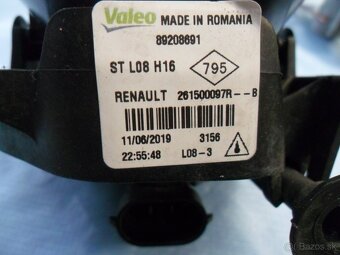 Valeo MADE IN ROMANIA
89208691
ST L08 H16 795
RENAULT 261500097R--B
11/06/2019 3156
22:55:48 L08-3
Bazos.sk